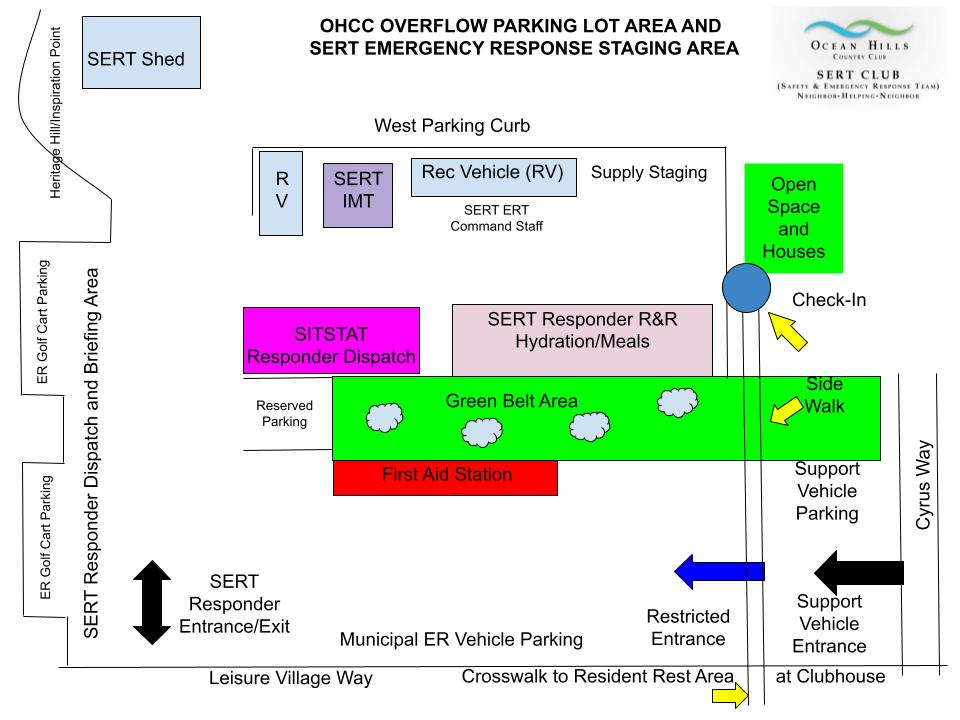 OHCC OVERFLOW PARKING LOT AREA AND
SERT EMERGENCY RESPONSE STAGING AREA
OCEAN HILLS
COUNTRY CLUB
SERT CLUB
(SAFETY & EMERGENCY RESPONSE TEAM)
NEIGHBOR-HELPING-NEIGHBOR
SERT Shed
Heritage Hill/Inspiration Point
West Parking Curb
R
V
SERT
IMT
Rec Vehicle (RV)
SERT ERT
Command Staff
Supply Staging
Open
Space
and
Houses
Check-In
ER Golf Cart Parking
SERT Responder Dispatch and Briefing Area
SITSTAT
Responder Dispatch
SERT Responder R&R
Hydration/Meals
Reserved
Parking
Green Belt Area
Side
Walk
First Aid Station
Support
Vehicle
Parking
Cyrus Way
ER Golf Cart Parking
SERT
Responder
Entrance/Exit
Municipal ER Vehicle Parking
Restricted
Entrance
Support
Vehicle
Entrance
Leisure Village Way
Crosswalk to Resident Rest Area
at Clubhouse